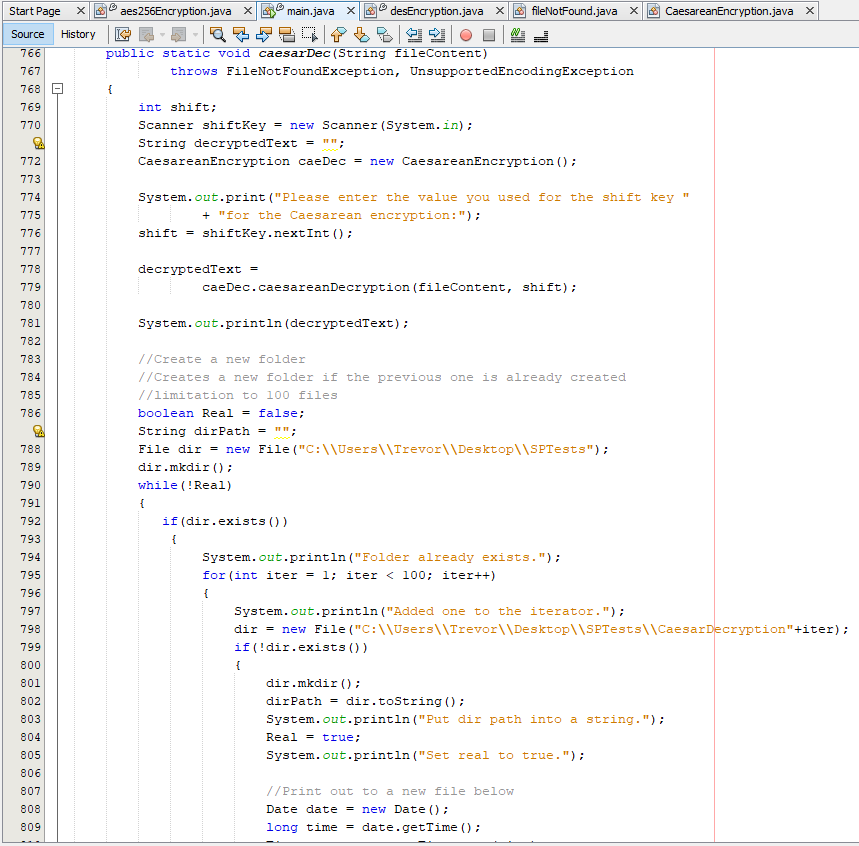 Start Page aes256Encryption.java main.java desEncryption.java fileNotFound.java CaesareanEncryption.java
Source History
766 public static void caesarDec(String fileContent)
767 throws FileNotFoundException, UnsupportedEncodingException
768 {
769 int shift;
770 Scanner shiftKey = new Scanner(System.in);
String decryptedText = "";
772 CaesareanEncryption caeDec = new CaesareanEncryption();
773
774 System.out.print("Please enter the value you used for the shift key "
775 + "for the Caesarean encryption:");
776 shift = shiftKey.nextInt();
777
778 decryptedText =
779 caeDec.caesareanDecryption(fileContent, shift);
780
781 System.out.println(decryptedText);
782
783 //Create a new folder
784 //Creates a new folder if the previous one is already created
785 //limitation to 100 files
786 boolean Real = false;
String dirPath = "";
788 File dir = new File("C:\\Users\\Trevor\\Desktop\\SPTests");
789 dir.mkdir();
790 while(!Real)
791 {
792 if(dir.exists())
793 {
794 System.out.println("Folder already exists.");
795 for(int iter = 1; iter < 100; iter++)
796 {
797 System.out.println("Added one to the iterator.");
798 dir = new File("C:\\Users\\Trevor\\Desktop\\SPTests\\CaesarDecryption"+iter);
799 if(!dir.exists())
800 {
801 dir.mkdir();
802 dirPath = dir.toString();
803 System.out.println("Put dir path into a string.");
804 Real = true;
805 System.out.println("Set real to true.");
806
807 //Print out to a new file below
808 Date date = new Date();
809 long time = date.getTime();